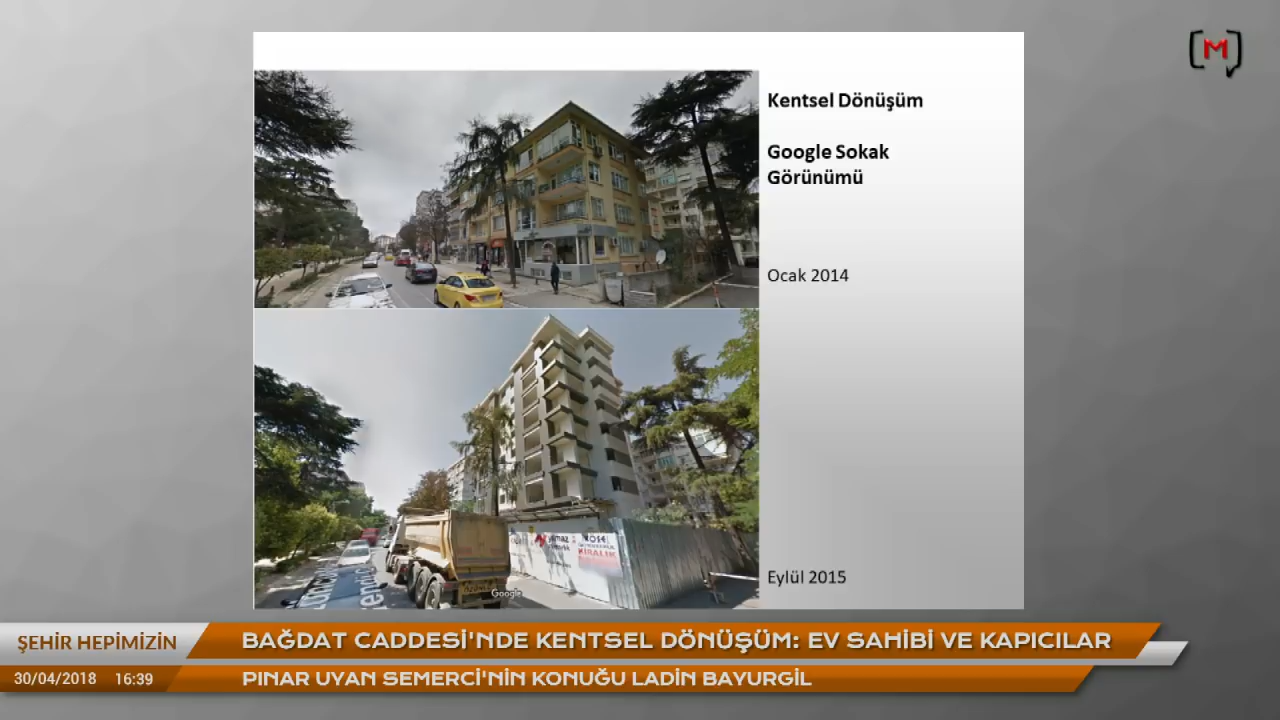 Kentsel Dönüşüm
Google Sokak
Görünümü
Ocak 2014
KİRALIK
Google
Eylül 2015
ŞEHİR HEPİMİZİN
BAĞDAT CADDESİ'NDE KENTSEL DÖNÜŞÜM: EV SAHİBİ VE KAPICILAR
30/04/2018 16:39
PINAR UYAN SEMERCİ'NİN KONUĞU LADİN BAYURGİL